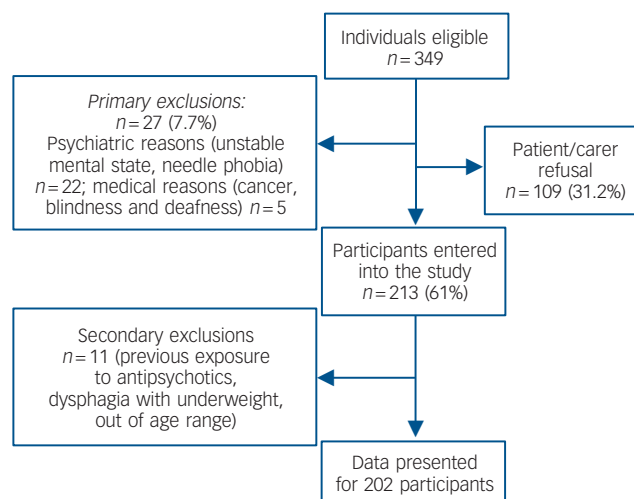 Individuals eligible
n = 349
Primary exclusions:
n = 27 (7.7%)
Psychiatric reasons (unstable
mental state, needle phobia)
n = 22; medical reasons (cancer,
blindness and deafness) n = 5
Patient/carer
refusal
n = 109 (31.2%)
Participants entered
into the study
n = 213 (61%)
Secondary exclusions
n = 11 (previous exposure
to antipsychotics,
dysphagia with underweight,
out of age range)
Data presented
for 202 participants